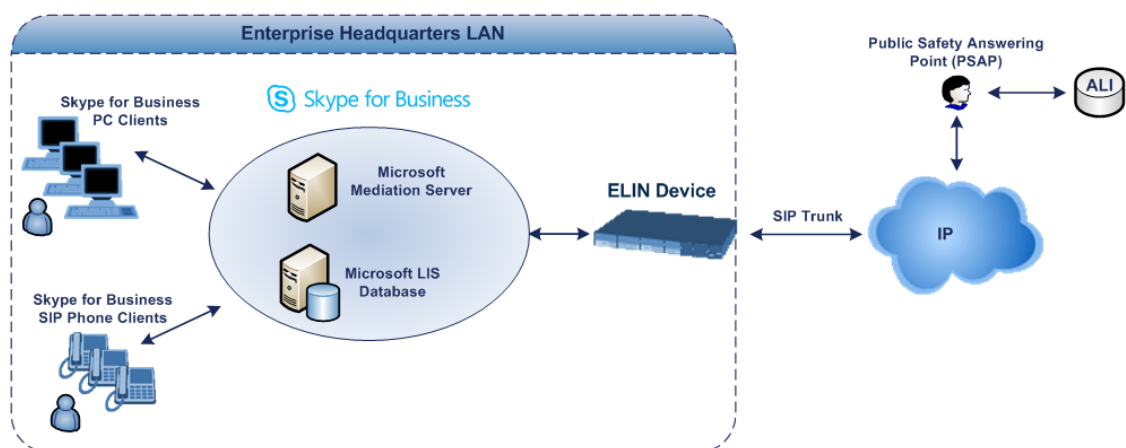 Enterprise Headquarters LAN
Skype for Business
PC Clients
S Skype for Business
Microsoft
Mediation Server
Microsoft LIS
Database
Skype for Business
SIP Phone Clients
ELIN Device
SIP Trunk
IP
Public Safety Answering
Point (PSAP)
ALI